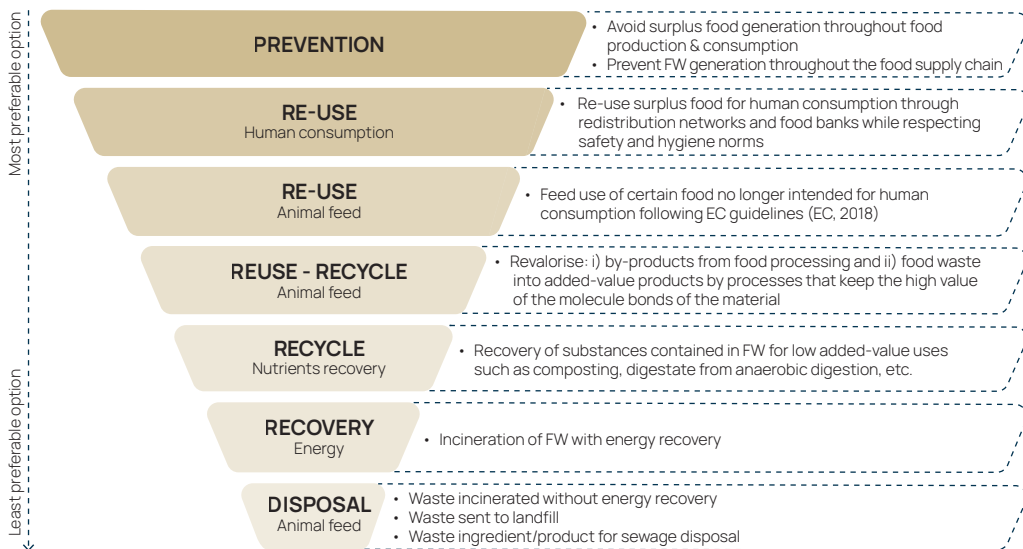 Most preferable option
PREVENTION
• Avoid surplus food generation throughout food
production & consumption
• Prevent FW generation throughout the food supply chain
RE-USE
Human consumption
• Re-use surplus food for human consumption through
redistribution networks and food banks while respecting
safety and hygiene norms
RE-USE
Animal feed
• Feed use of certain food no longer intended for human
consumption following EC guidelines (EC, 2018)
REUSE - RECYCLE
Animal feed
• Revalorise: i) by-products from food processing and ii) food waste
into added-value products by processes that keep the high value
of the molecule bonds of the material
RECYCLE
Nutrients recovery
• Recovery of substances contained in FW for low added-value uses
such as composting, digestate from anaerobic digestion, etc.
RECOVERY
Energy
• Incineration of FW with energy recovery
Least preferable option
DISPOSAL
Animal feed
• Waste incinerated without energy recovery
• Waste sent to landfill
• Waste ingredient/product for sewage disposal